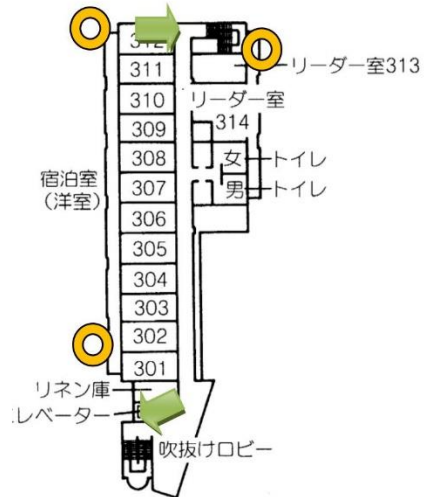 312
311
リーダー室313
310
リーダー室
314
309
308
女
トイレ
宿泊室
（洋室）
307
男
トイレ
306
305
304
303
302
301
リネン庫
エレベーター
吹抜けロビー